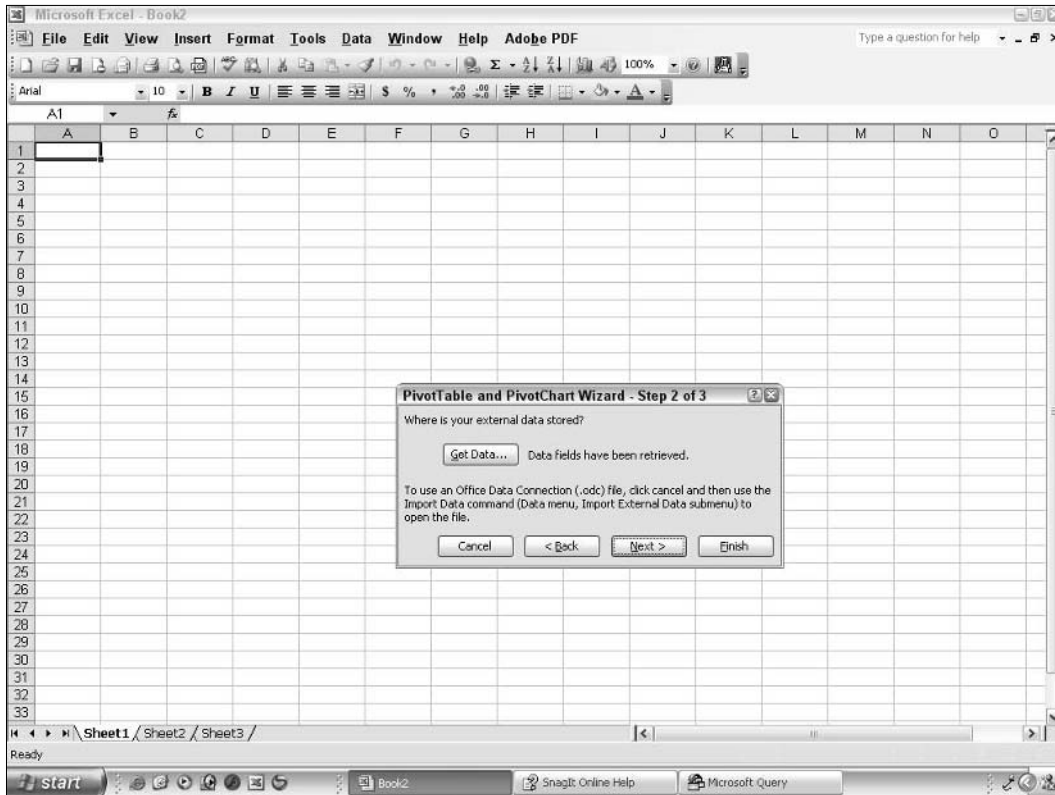 Microsoft Excel - Book2
File Edit View Insert Format Tools Data Window Help Adobe PDF Type a question for help
100%
Arial 10 B I U $ % , A
A1 fx
A B C D E F G H I J K L M N O
1
2
3
4
5
6
7
8
9
10
11
12
13
14
15
16
17
18
19
20
21
22
23
24
25
26
27
28
29
30
31
32
33
PivotTable and PivotChart Wizard - Step 2 of 3
Where is your external data stored?
Get Data... Data fields have been retrieved.
To use an Office Data Connection (.odc) file, click cancel and then use the
Import Data command (Data menu, Import External Data submenu) to
open the file.
Cancel < Back Next > Finish
Sheet1 Sheet2 Sheet3
Ready
start Book2 SnagIt Online Help Microsoft Query